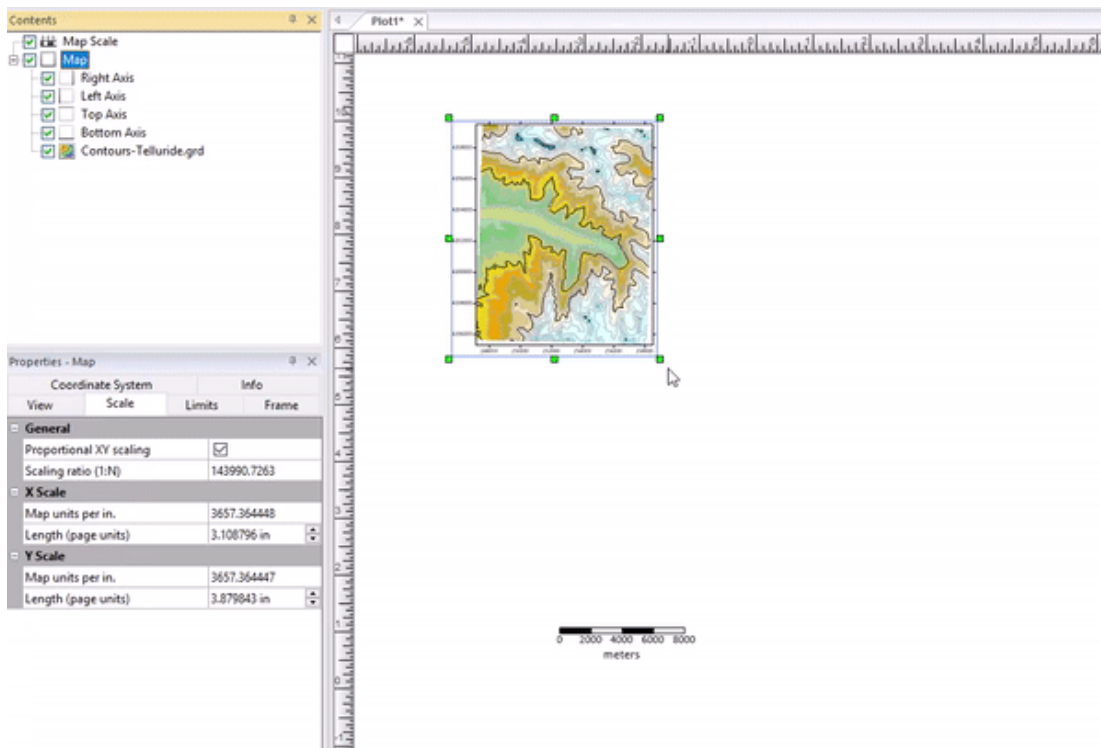 Contents
Plot1*
Map Scale
Map
Right Axis
Left Axis
Top Axis
Bottom Axis
Contours-Telluride.grd
Properties - Map
Coordinate System Info
View Scale Limits Frame
General
Proportional XY scaling
Scaling ratio (1:N) 143990.7263
X Scale
Map units per in. 3657.364448
Length (page units) 3.108796 in
Y Scale
Map units per in. 3657.364447
Length (page units) 3.879843 in
0 2000 4000 6000 8000
meters